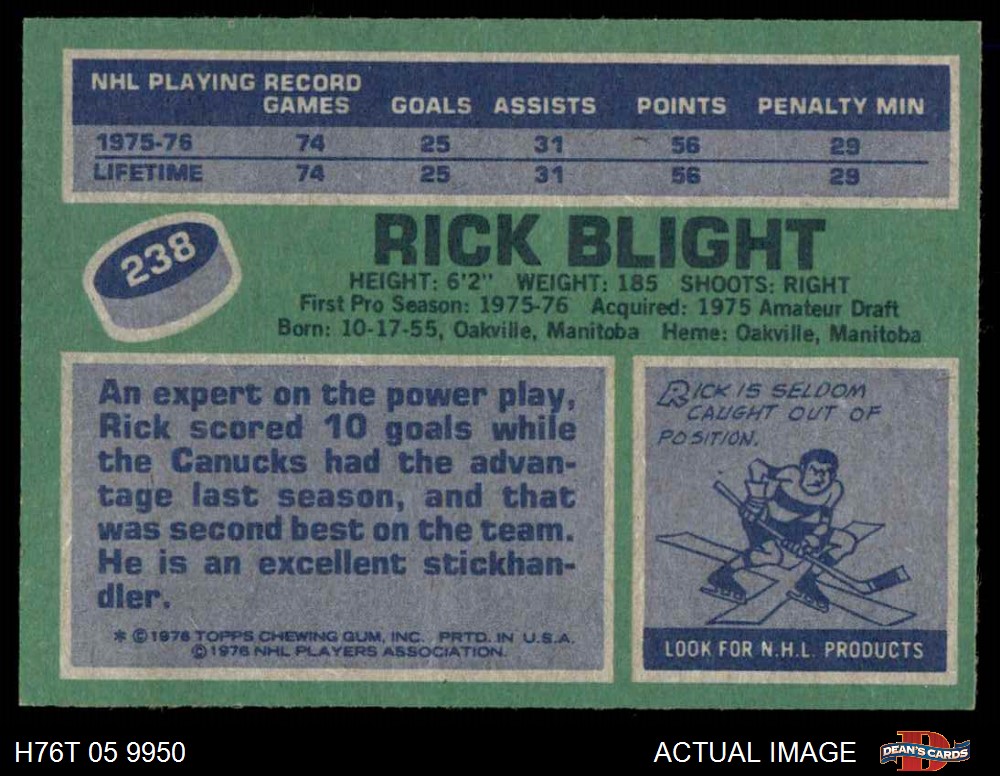 NHL PLAYING RECORD
GAMES GOALS ASSISTS POINTS PENALTY MIN
1975-76 74 25 31 56 29
LIFETIME 74 25 31 56 29
238
RICK BLIGHT
HEIGHT: 6'2" WEIGHT: 185 SHOOTS: RIGHT
First Pro Season: 1975-76 Acquired: 1975 Amateur Draft
Born: 10-17-55, Oakville, Manitoba Heme: Oakville, Manitoba
An expert on the power play,
Rick scored 10 goals while
the Canucks had the advan-
tage last season, and that
was second best on the team.
He is an excellent stickhan-
dler.
* © 1976 TOPPS CHEWING GUM, INC. PRTD. IN U.S.A.
© 1976 NHL PLAYERS ASSOCIATION.
RICK IS SELDOM
CAUGHT OUT OF
POSITION.
LOOK FOR N.H.L. PRODUCTS
H76T 05 9950
ACTUAL IMAGE
D
DEAN'S CARDS